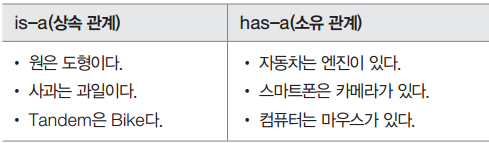 is-a(상속 관계)
has-a(소유 관계)
• 원은 도형이다.
• 사과는 과일이다.
• Tandem은 Bike다.
• 자동차는 엔진이 있다.
• 스마트폰은 카메라가 있다.
• 컴퓨터는 마우스가 있다.